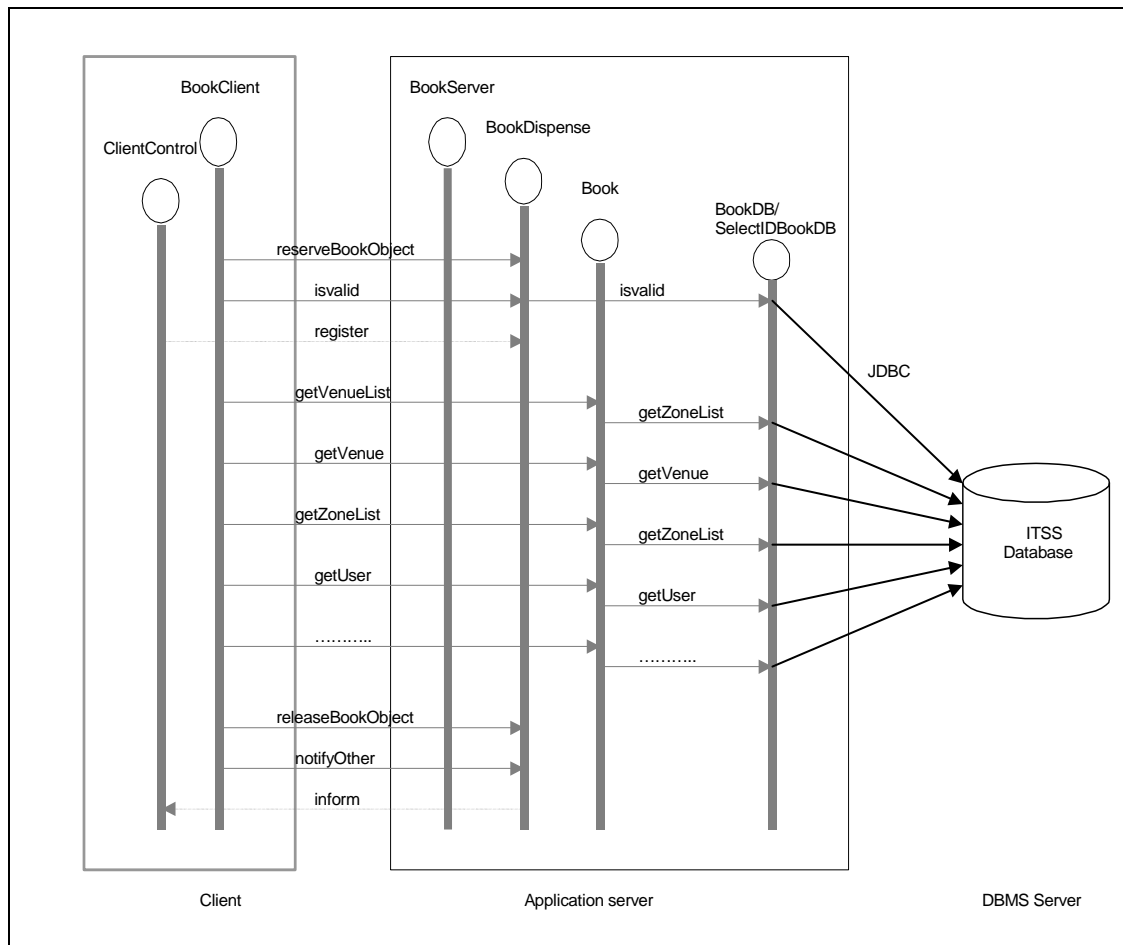 BookClient
BookServer
BookDispense
ClientControl
Book
BookDB/
SelectIDBookDB
reserveBookObject
isvalid
isvalid
register
JDBC
getVenueList
getZoneList
getVenue
getVenue
getZoneList
getZoneList
ITSS
Database
getUser
getUser
………..
………..
releaseBookObject
notifyOther
inform
Client
Application server
DBMS Server